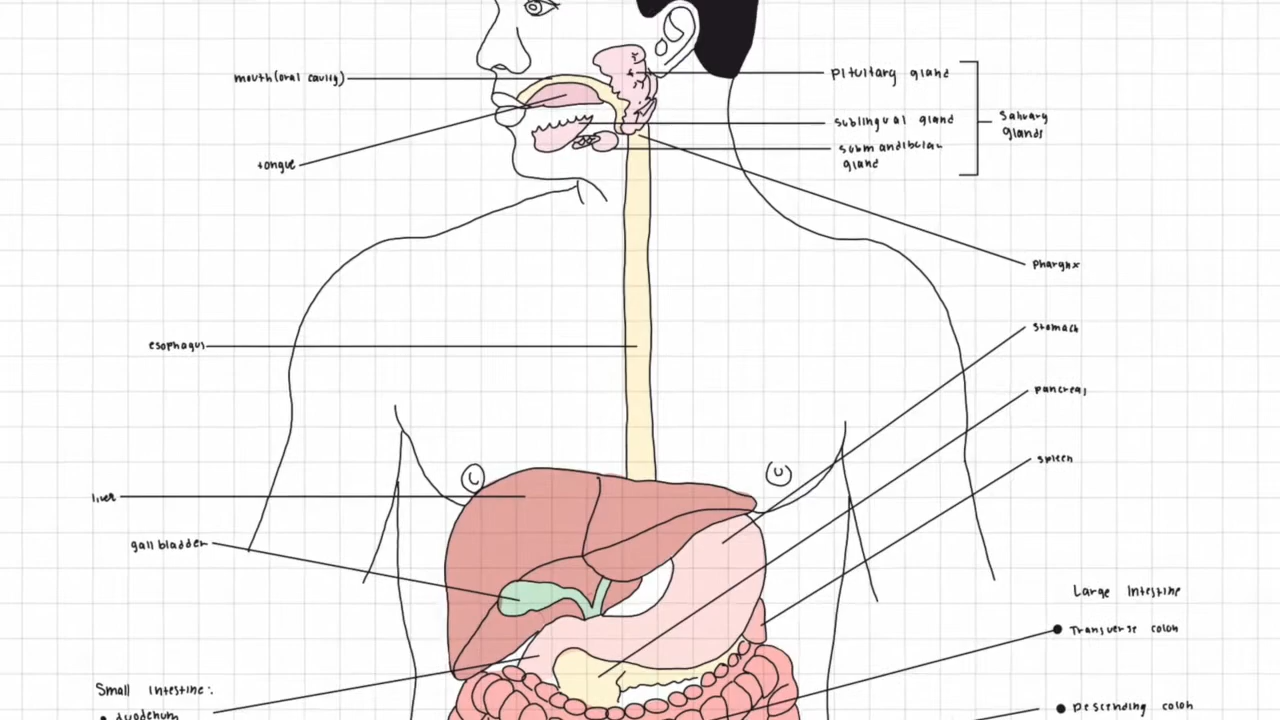 mouth (oral cavity)
pituitary gland
sublingual gland
submandibular
gland
salivary
glands
tongue
pharynx
stomach
esophagus
pancreas
spleen
liver
gall bladder
Large Intestine
Transverse colon
Small intestine:
duodenum
Descending colon